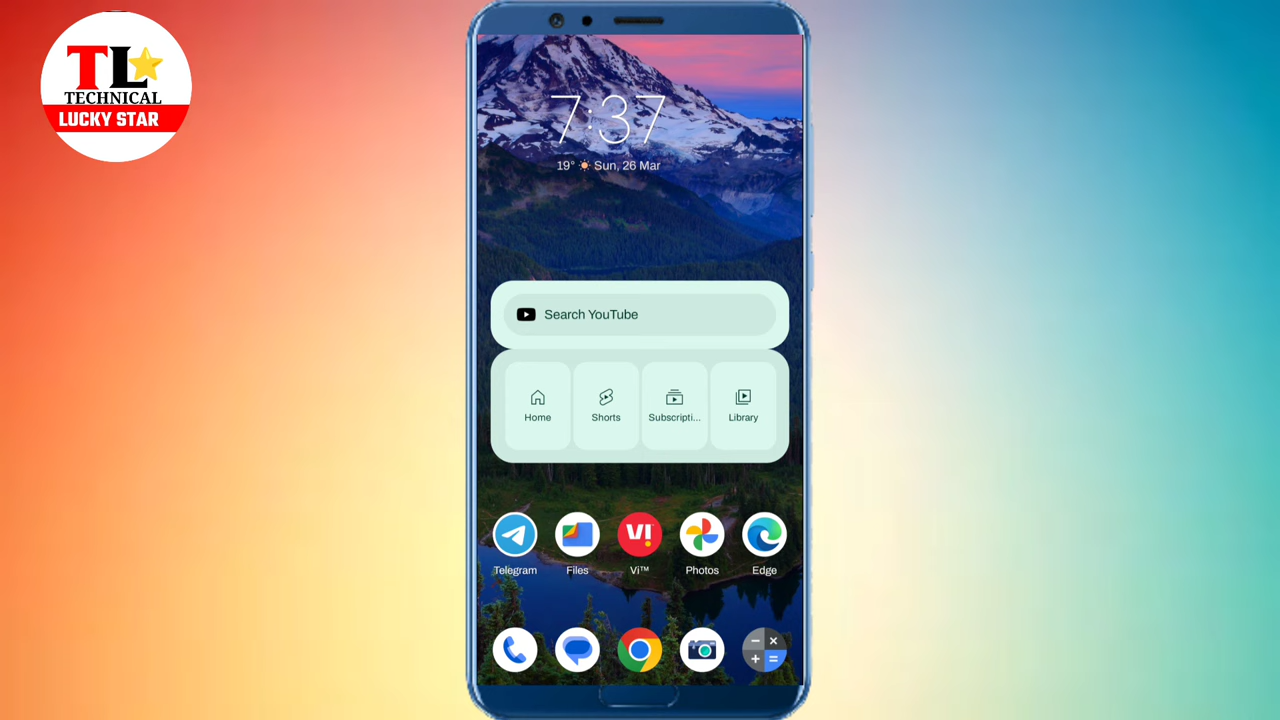 TL
TECHNICAL
LUCKY STAR
7:37
19° Sun, 26 Mar
Search YouTube
Home
Shorts
Subscripti...
Library
Vi
Telegram
Files
Vi™
Photos
Edge